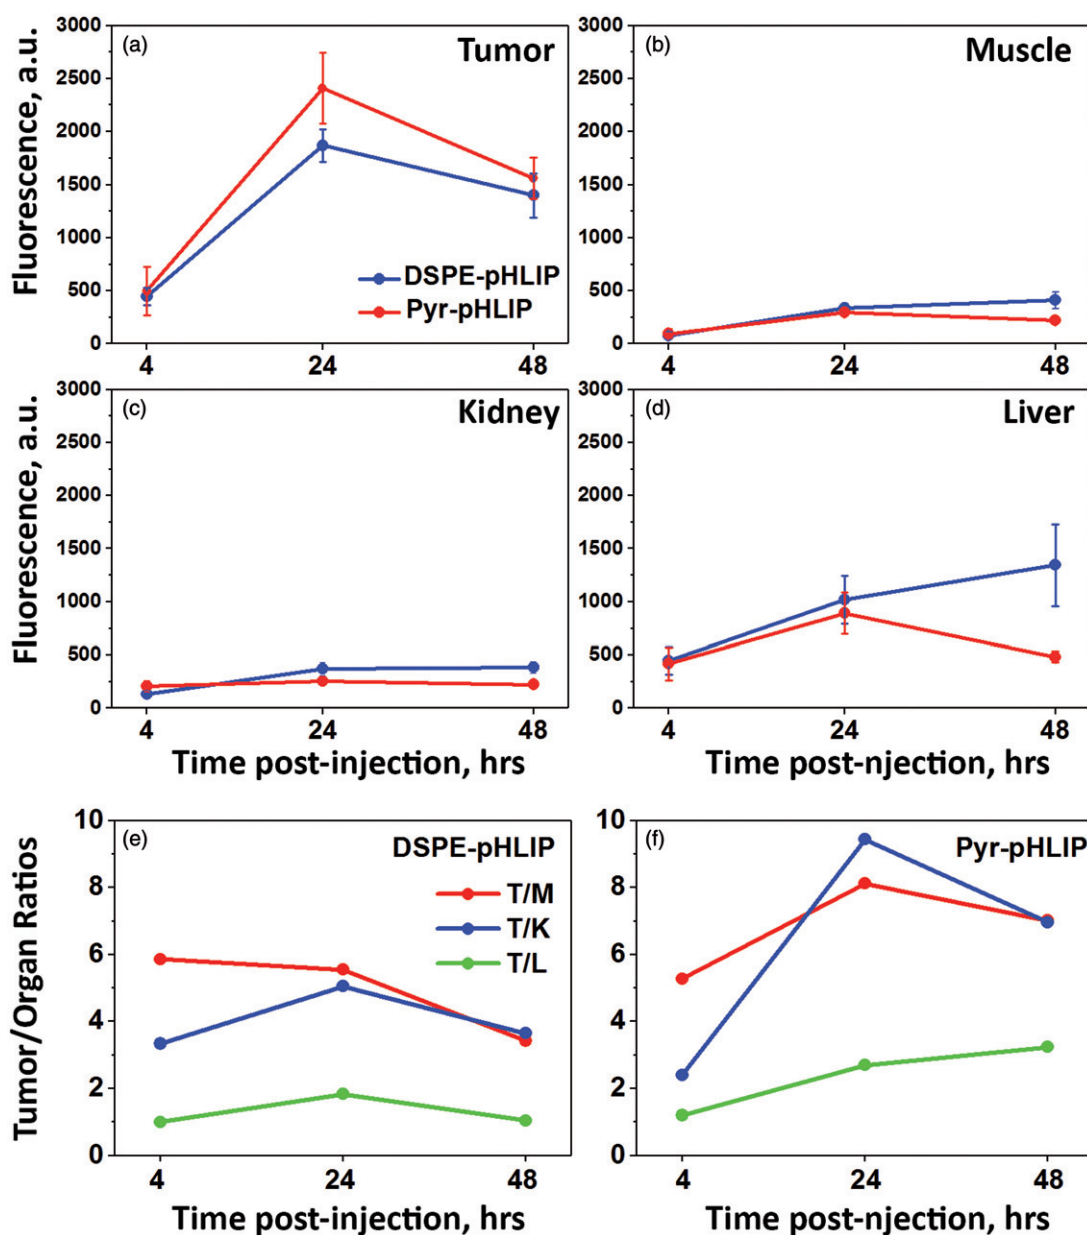 (a) Tumor
Fluorescence, a.u.
3000
2500
2000
1500
1000
500
0
DSPE-pHLIP
Pyr-pHLIP
4 24 48
(b) Muscle
3000
2500
2000
1500
1000
500
0
4 24 48
(c) Kidney
Fluorescence, a.u.
3000
2500
2000
1500
1000
500
0
4 24 48
Time post-injection, hrs
(d) Liver
3000
2500
2000
1500
1000
500
0
4 24 48
Time post-njection, hrs
(e) DSPE-pHLIP
Tumor/Organ Ratios
10
8
6
4
2
0
T/M
T/K
T/L
4 24 48
Time post-injection, hrs
(f) Pyr-pHLIP
10
8
6
4
2
0
4 24 48
Time post-njection, hrs